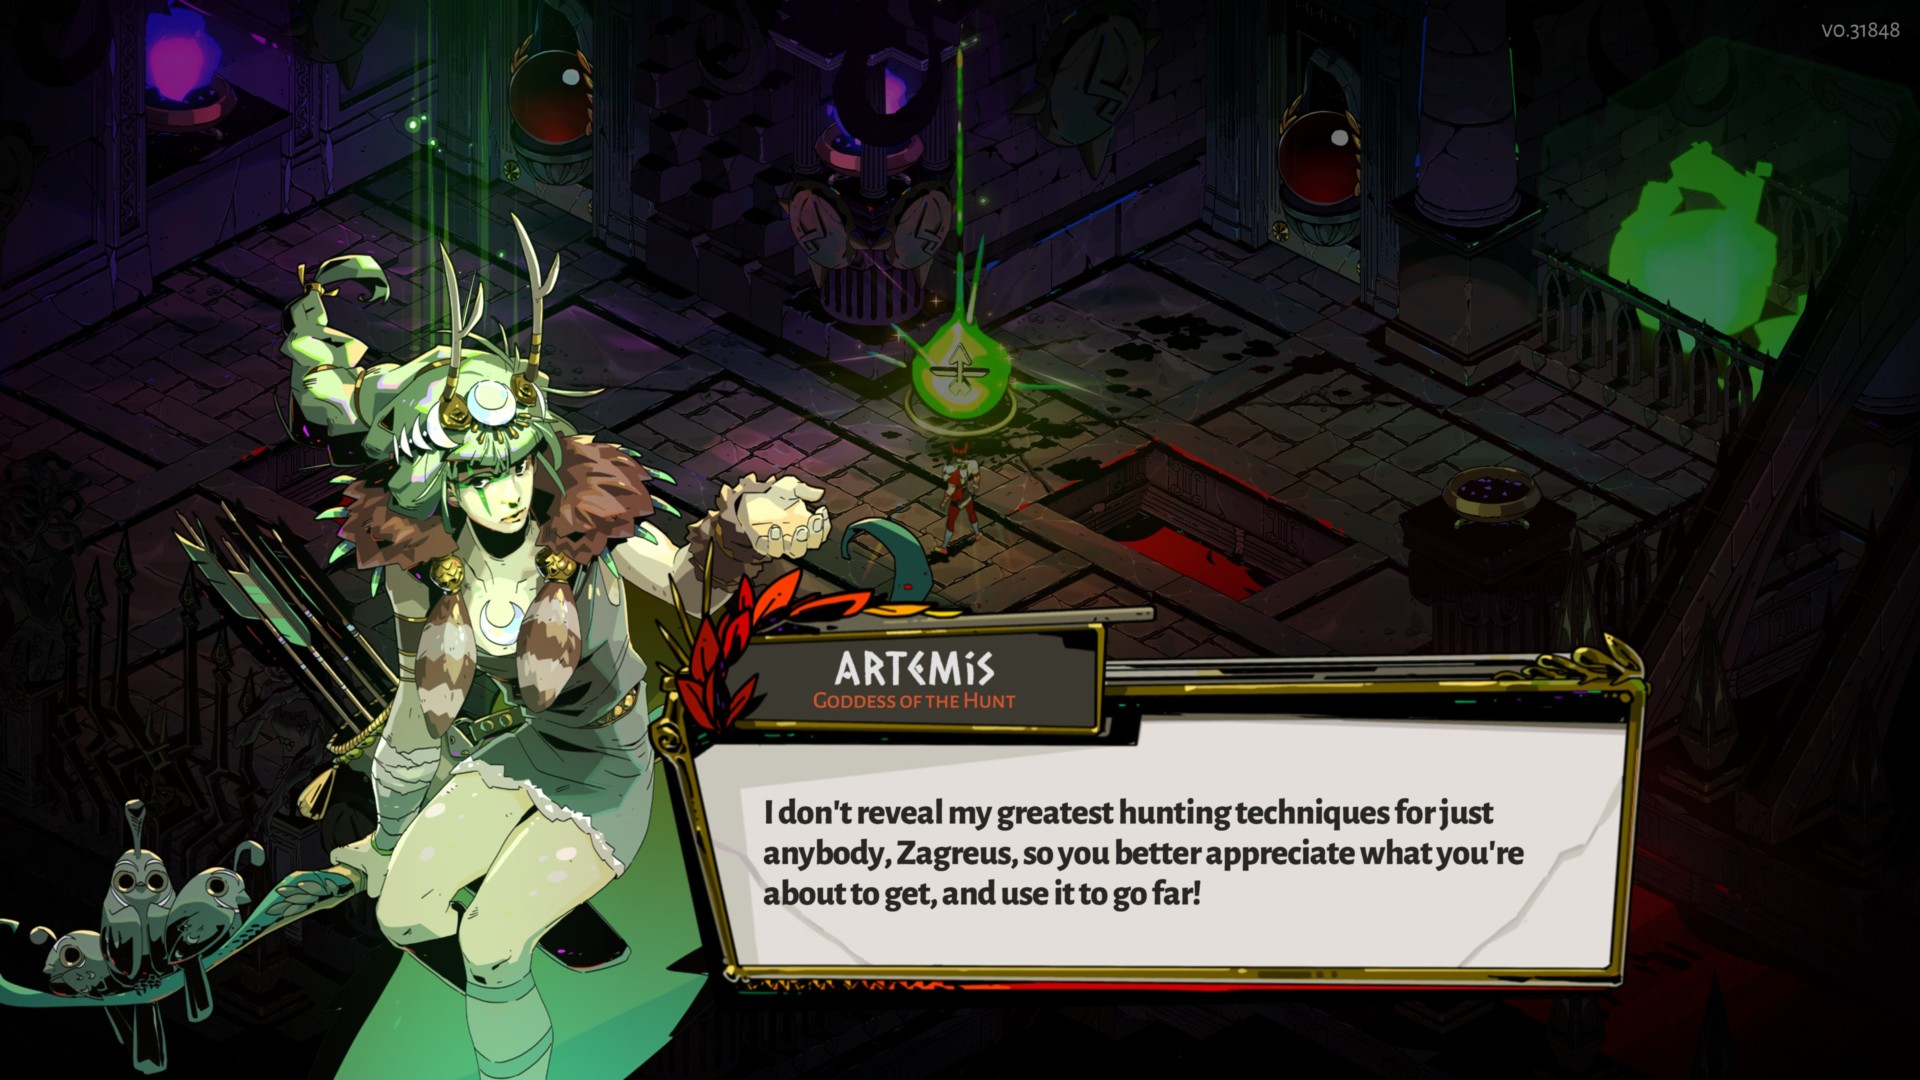 V0.31848
ARTEMIS
GODDESS OF THE HUNT
I don't reveal my greatest hunting techniques for just
anybody, Zagreus, so you better appreciate what you're
about to get, and use it to go far!